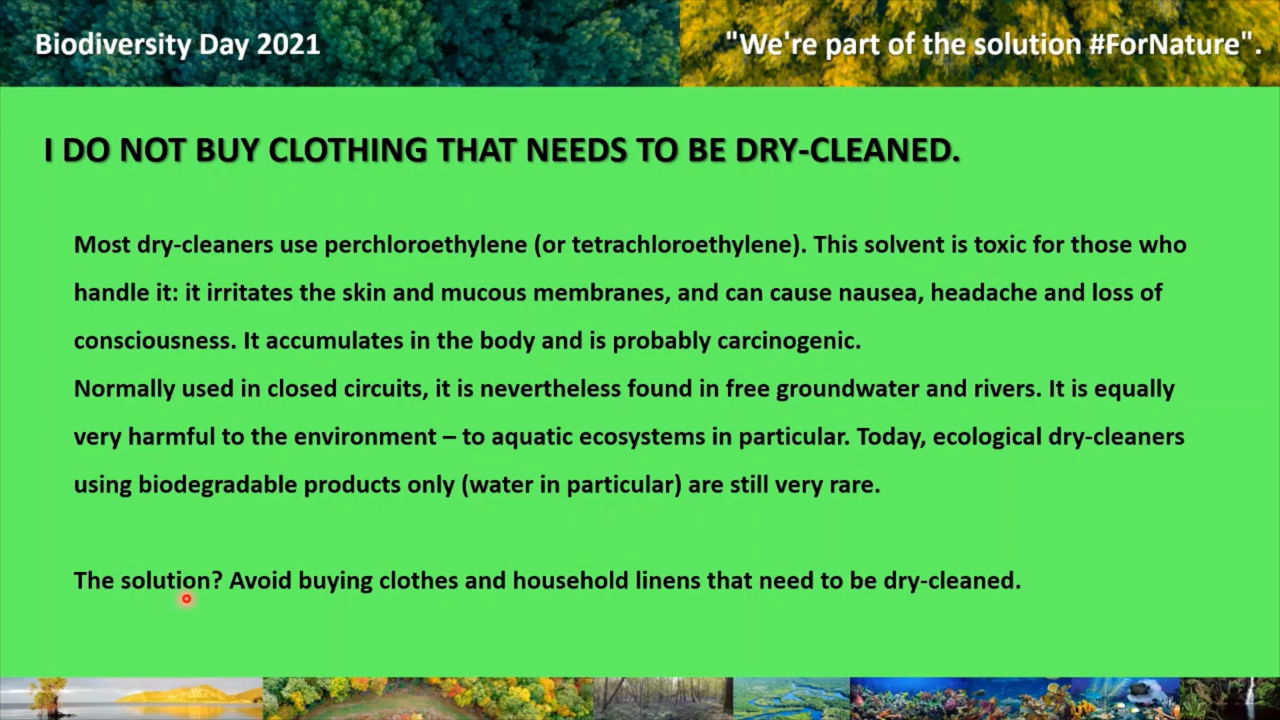 Biodiversity Day 2021
"We're part of the solution #ForNature".
I DO NOT BUY CLOTHING THAT NEEDS TO BE DRY-CLEANED.
Most dry-cleaners use perchloroethylene (or tetrachloroethylene). This solvent is toxic for those who
handle it: it irritates the skin and mucous membranes, and can cause nausea, headache and loss of
consciousness. It accumulates in the body and is probably carcinogenic.
Normally used in closed circuits, it is nevertheless found in free groundwater and rivers. It is equally
very harmful to the environment – to aquatic ecosystems in particular. Today, ecological dry-cleaners
using biodegradable products only (water in particular) are still very rare.
The solution? Avoid buying clothes and household linens that need to be dry-cleaned.